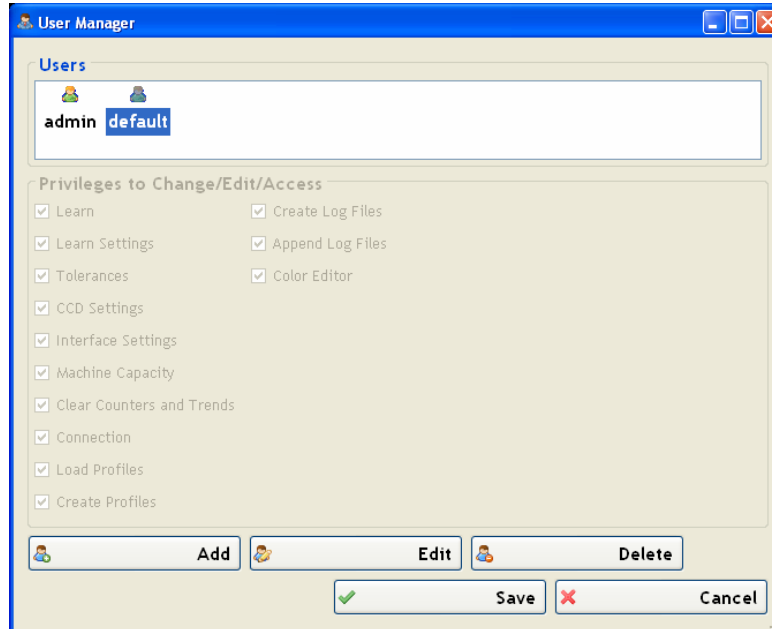 User Manager
Users
admin default
Privileges to Change/Edit/Access
Learn Create Log Files
Learn Settings Append Log Files
Tolerances Color Editor
CCD Settings
Interface Settings
Machine Capacity
Clear Counters and Trends
Connection
Load Profiles
Create Profiles
Add Edit Delete
Save Cancel